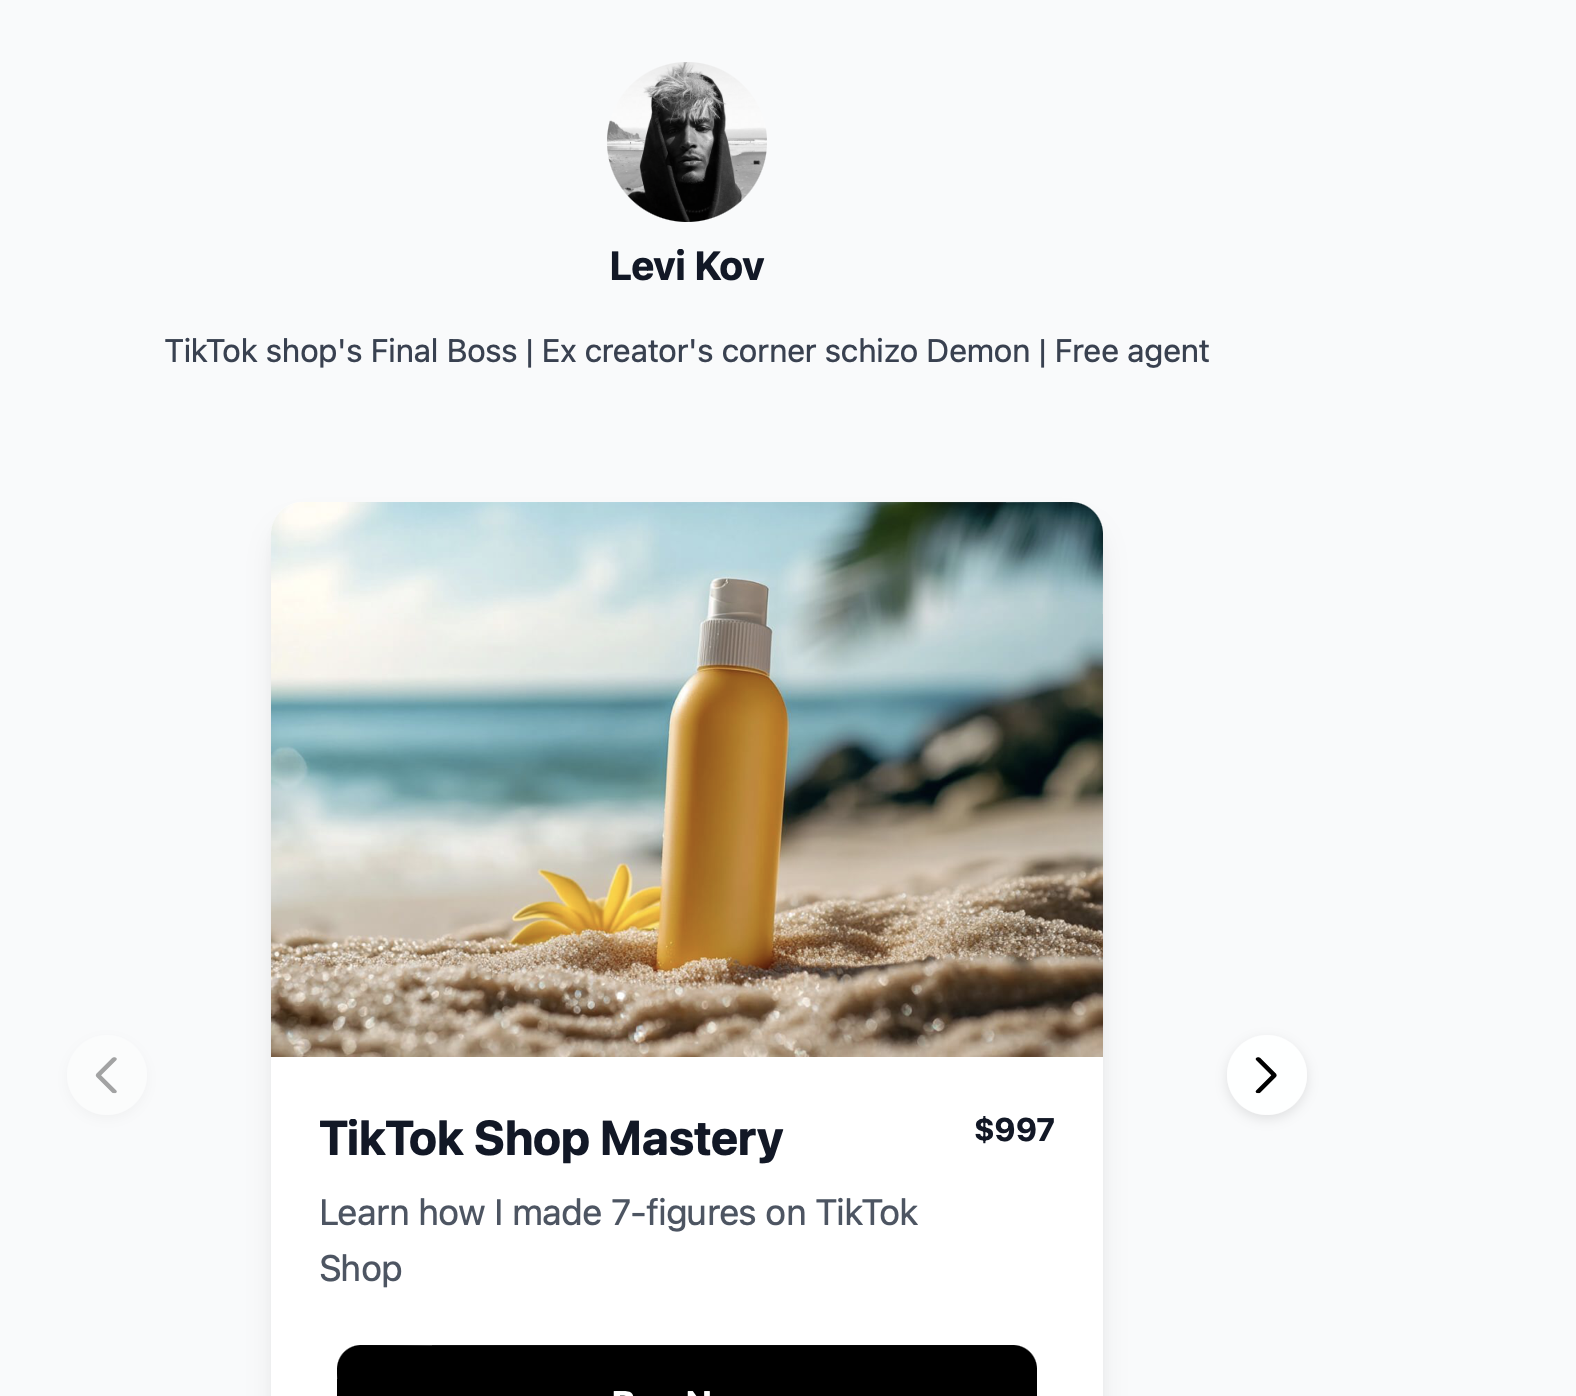 Levi Kov
TikTok shop's Final Boss | Ex creator's corner schizo Demon | Free agent
TikTok Shop Mastery
$997
Learn how I made 7-figures on TikTok
Shop